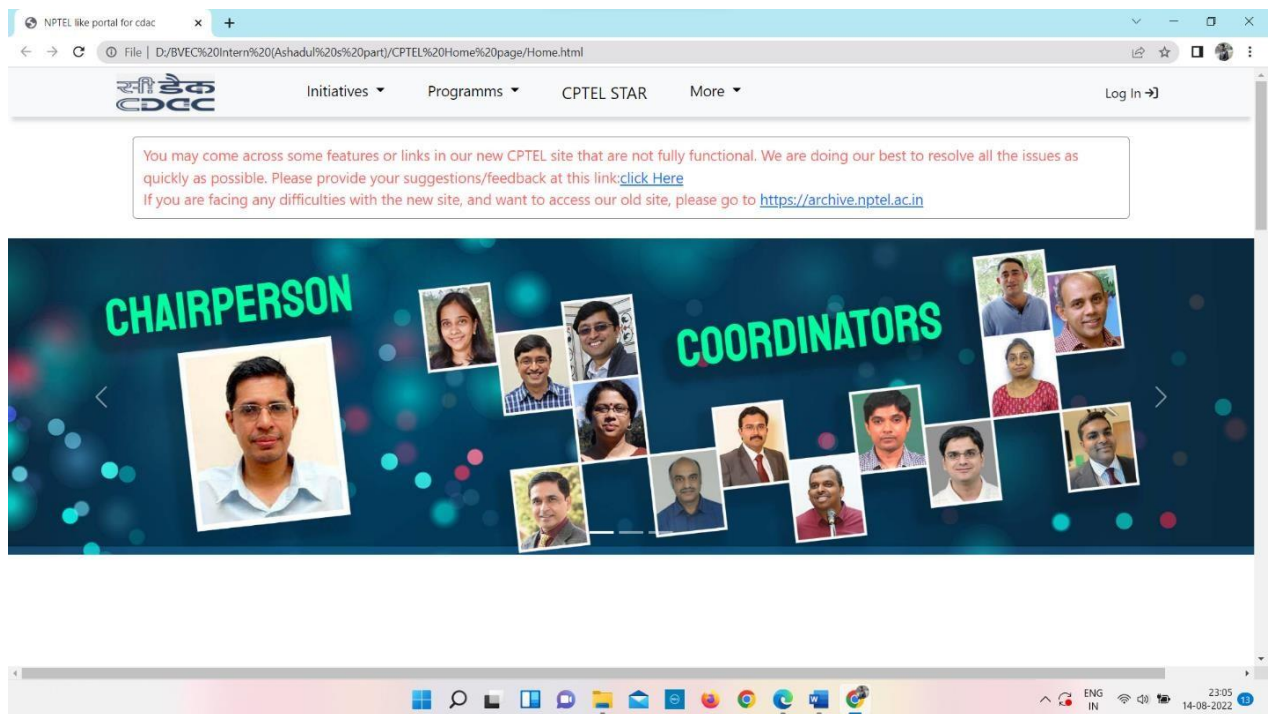 NPTEL like portal for cdac
File | D:/BVEC%20Intern%20(Ashadul%20s%20part)/CPTEL%20Home%20page/Home.html
सी डैक
CDAC
Initiatives
Programms
CPTEL STAR
More
Log In
You may come across some features or links in our new CPTEL site that are not fully functional. We are doing our best to resolve all the issues as
quickly as possible. Please provide your suggestions/feedback at this link:click Here
If you are facing any difficulties with the new site, and want to access our old site, please go to https://archive.nptel.ac.in
CHAIRPERSON
COORDINATORS
ENG
IN
23:05
14-08-2022
13